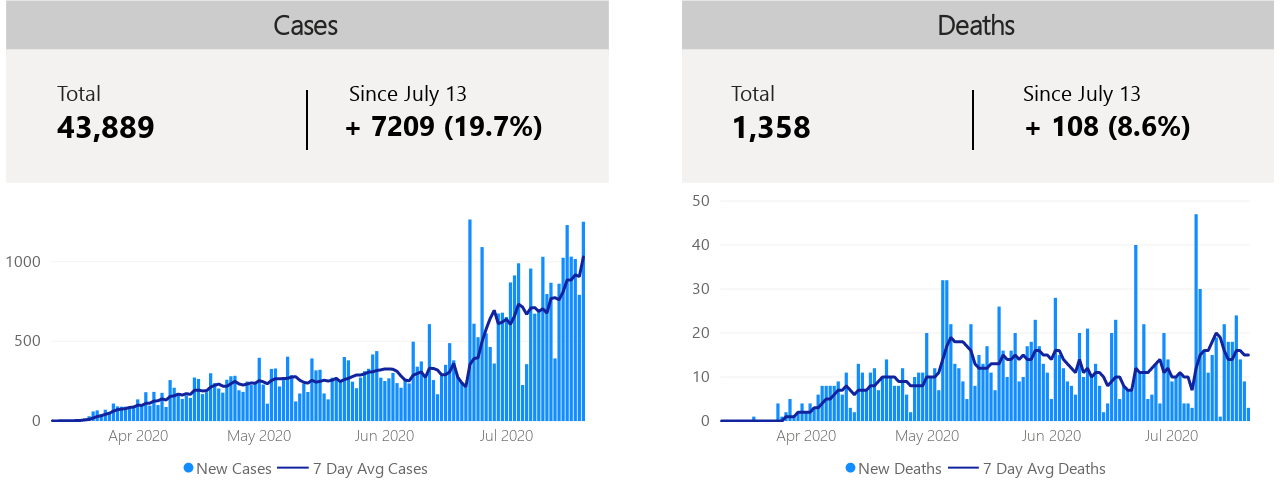 Cases
Total
43,889
Since July 13
+ 7209 (19.7%)
1000
500
0
Apr 2020 May 2020 Jun 2020 Jul 2020
New Cases 7 Day Avg Cases
Deaths
Total
1,358
Since July 13
+ 108 (8.6%)
50
40
30
20
10
0
Apr 2020 May 2020 Jun 2020 Jul 2020
New Deaths 7 Day Avg Deaths